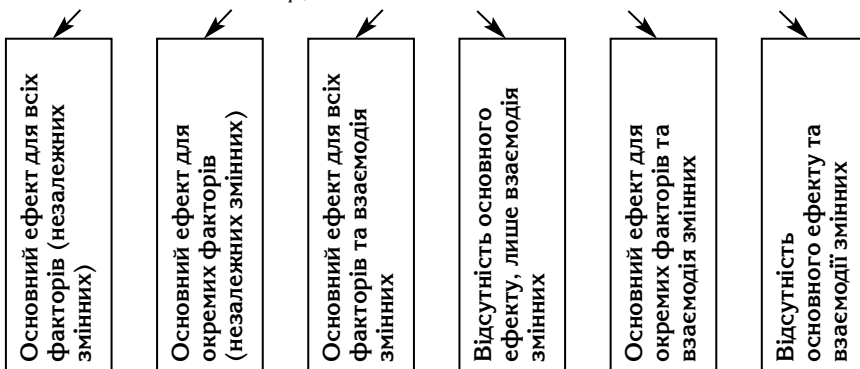 Основний ефект для всіх
факторів (незалежних
змінних)
Основний ефект для
окремих факторів
(незалежних змінних)
Основний ефект для всіх
факторів та взаємодія
змінних
Відсутність основного
ефекту, лише взаємодія
змінних
Основний ефект для
окремих факторів та
взаємодія змінних
Відсутність
основного ефекту та
взаємодії змінних